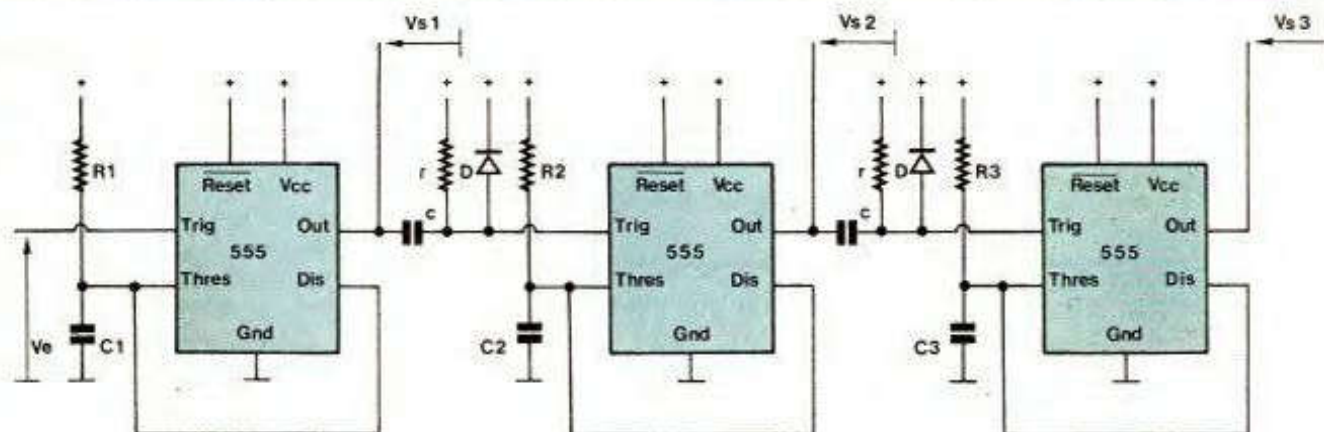 Vs 1
Vs 2
Vs 3
+ + + + + + + + + + +
R1
Reset Vcc
r
D
R2
Reset Vcc
r
D
R3
Reset Vcc
Trig Out
c
Trig Out
c
Trig Out
555
555
555
Thres Dis
Thres Dis
Thres Dis
Ve
C1
Gnd
C2
Gnd
C3
Gnd